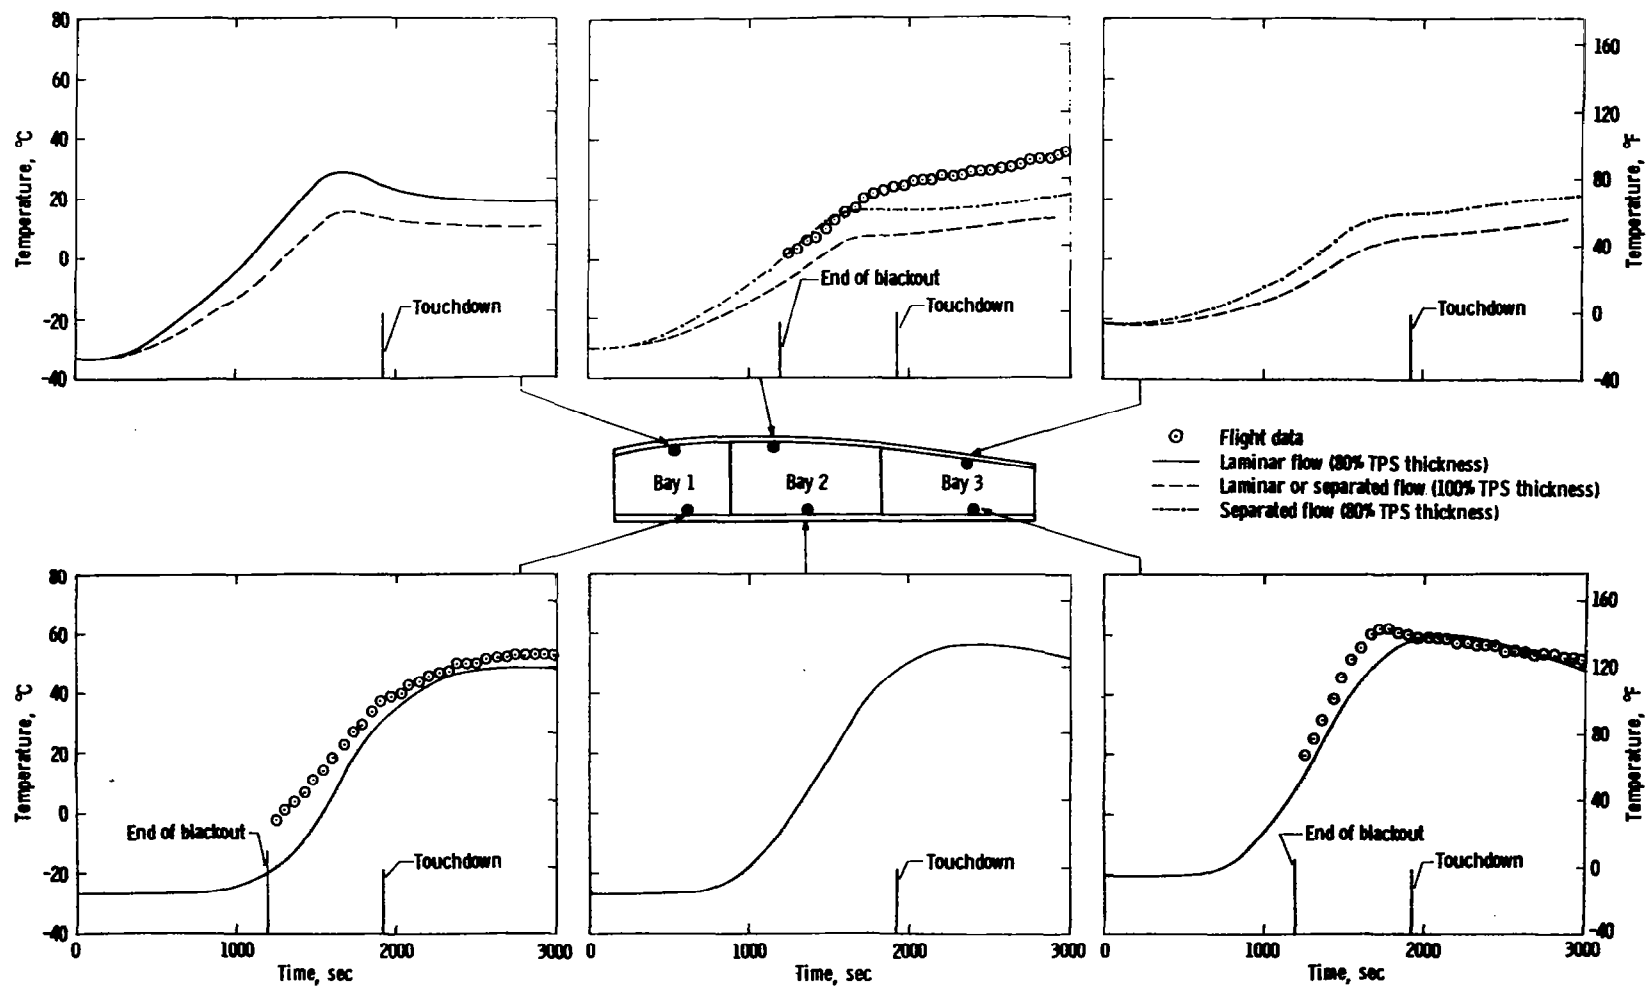 80
60
40
20
0
-20
-40
Temperature, °C
Touchdown
End of blackout
Touchdown
Touchdown
160
120
80
40
0
-40
Temperature, °F
Bay 1
Bay 2
Bay 3
Flight data
Laminar flow (80% TPS thickness)
Laminar or separated flow (100% TPS thickness)
Separated flow (80% TPS thickness)
80
60
40
20
0
-20
-40
Temperature, °C
End of blackout
Touchdown
0 1000 2000 3000
Time, sec
Touchdown
0 1000 2000 3000
Time, sec
End of blackout
Touchdown
0 1000 2000 3000
Time, sec
160
120
80
40
0
-40
Temperature, °F